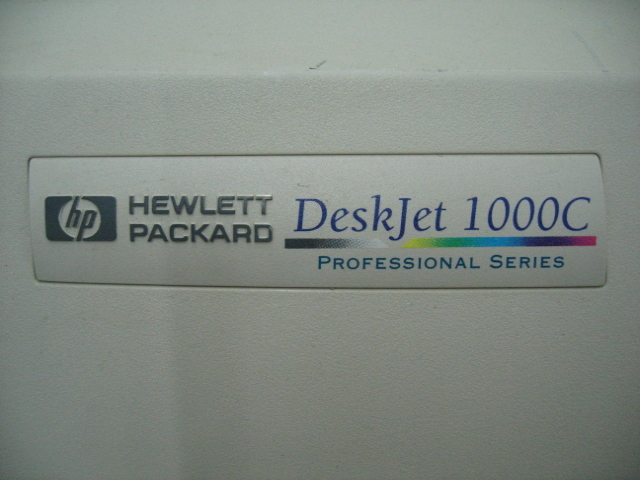 hp HEWLETT PACKARD
DeskJet 1000C
PROFESSIONAL SERIES